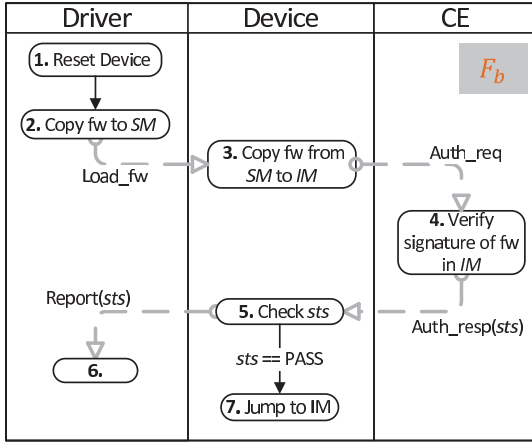 Driver
Device
CE
F_b
1. Reset Device
2. Copy fw to SM
Load_fw
3. Copy fw from
SM to IM
Auth_req
4. Verify
signature of fw
in IM
Report(sts)
5. Check sts
Auth_resp(sts)
sts == PASS
6.
7. Jump to IM